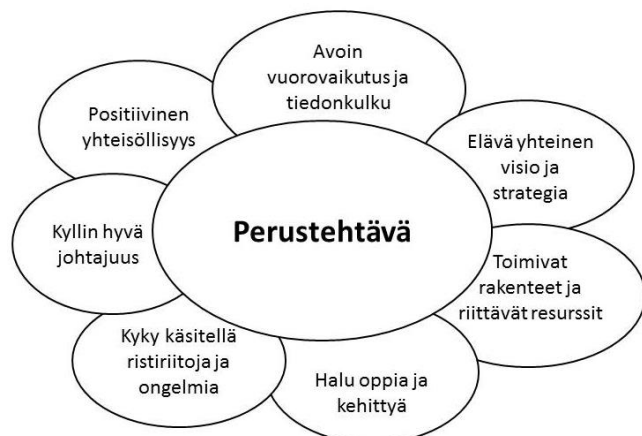 Avoin
vuorovaikutus ja
tiedonkulku
Positiivinen
yhteisöllisyys
Elävä yhteinen
visio ja
strategia
Kyllin hyvä
johtajuus
Perustehtävä
Toimivat
rakenteet ja
riittävät resurssit
Kyky käsitellä
ristiriitoja ja
ongelmia
Halu oppia ja
kehittyä